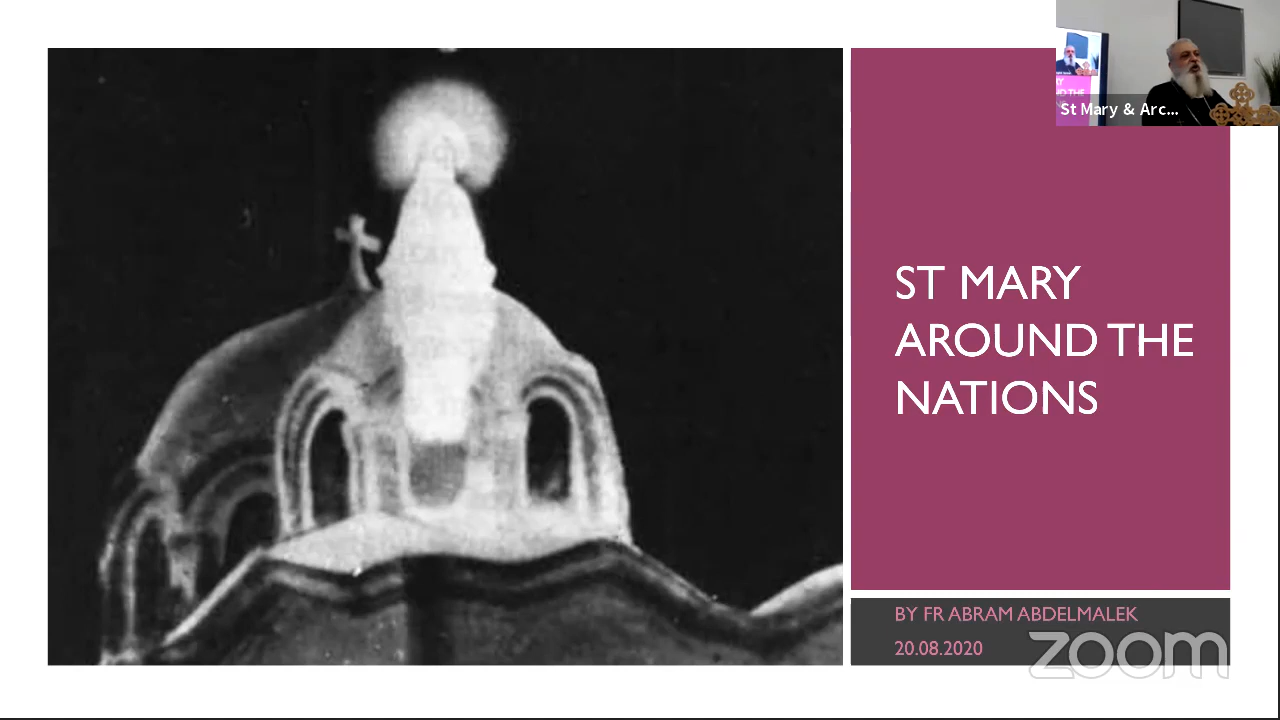 St Mary & Arc...
ST MARY
AROUND THE
NATIONS
BY FR ABRAM ABDELMALEK
20.08.2020
zoom